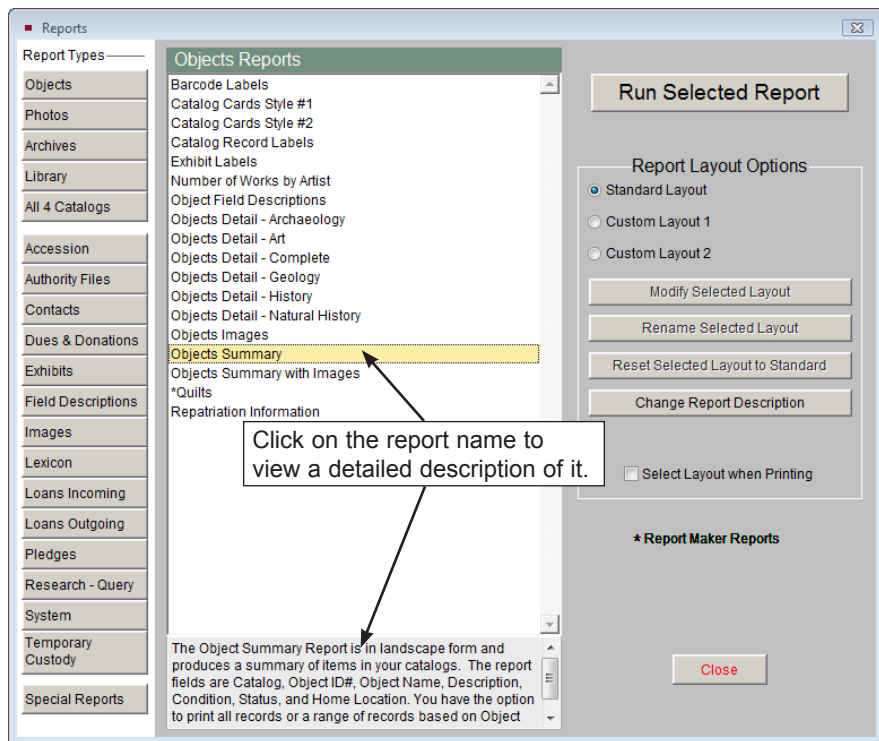 Reports
Report Types
Objects
Photos
Archives
Library
All 4 Catalogs
Accession
Authority Files
Contacts
Dues & Donations
Exhibits
Field Descriptions
Images
Lexicon
Loans Incoming
Loans Outgoing
Pledges
Research - Query
System
Temporary
Custody
Special Reports
Objects Reports
Barcode Labels
Catalog Cards Style #1
Catalog Cards Style #2
Catalog Record Labels
Exhibit Labels
Number of Works by Artist
Object Field Descriptions
Objects Detail - Archaeology
Objects Detail - Art
Objects Detail - Complete
Objects Detail - Geology
Objects Detail - History
Objects Detail - Natural History
Objects Images
Objects Summary
Objects Summary with Images
*Quilts
Repatriation Information
Click on the report name to
view a detailed description of it.
The Object Summary Report is in landscape form and
produces a summary of items in your catalogs. The report
fields are Catalog, Object ID#, Object Name, Description,
Condition, Status, and Home Location. You have the option
to print all records or a range of records based on Object
Run Selected Report
Report Layout Options
Standard Layout
Custom Layout 1
Custom Layout 2
Modify Selected Layout
Rename Selected Layout
Reset Selected Layout to Standard
Change Report Description
Select Layout when Printing
* Report Maker Reports
Close